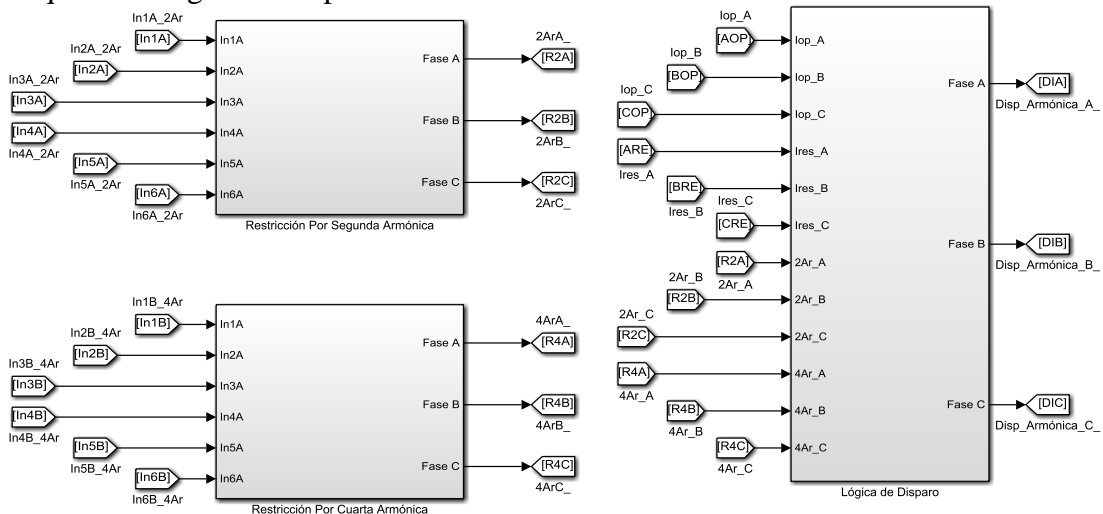 In1A_2Ar
[In1A]
In1A
In2A_2Ar
[In2A]
In2A
In3A_2Ar
[In3A]
In3A
[In4A]
In4A_2Ar
In4A
[In5A]
In5A_2Ar
In5A
[In6A]
In6A_2Ar
In6A
Fase A
2ArA_
[R2A]
Fase B
[R2B]
2ArB_
Fase C
[R2C]
2ArC_
Restricción Por Segunda Armónica
In1B_4Ar
[In1B]
In1A
In2B_4Ar
[In2B]
In2A
In3B_4Ar
[In3B]
In3A
[In4B]
In4B_4Ar
In4A
[In5B]
In5B_4Ar
In5A
[In6B]
In6B_4Ar
In6A
Fase A
4ArA_
[R4A]
Fase B
[R4B]
4ArB_
Fase C
[R4C]
4ArC_
Restricción Por Cuarta Armónica
Iop_A
[AOP]
Iop_A
Iop_B
[BOP]
Iop_B
Iop_C
[COP]
Iop_C
[ARE]
Ires_A
Ires_A
[BRE]
Ires_B
Ires_B
Ires_C
[CRE]
Ires_C
[R2A]
2Ar_A
2Ar_A
2Ar_B
[R2B]
2Ar_B
2Ar_C
[R2C]
2Ar_C
[R4A]
4Ar_A
4Ar_A
[R4B]
4Ar_B
4Ar_B
[R4C]
4Ar_C
4Ar_C
Fase A
[DIA]
Disp_Armónica_A_
Fase B
[DIB]
Disp_Armónica_B_
Fase C
[DIC]
Disp_Armónica_C_
Lógica de Disparo